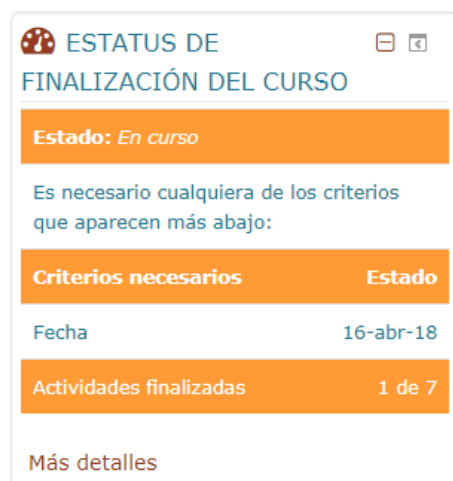 ESTATUS DE
FINALIZACIÓN DEL CURSO
Estado: En curso
Es necesario cualquiera de los criterios
que aparecen más abajo:
Criterios necesarios Estado
Fecha 16-abr-18
Actividades finalizadas 1 de 7
Más detalles